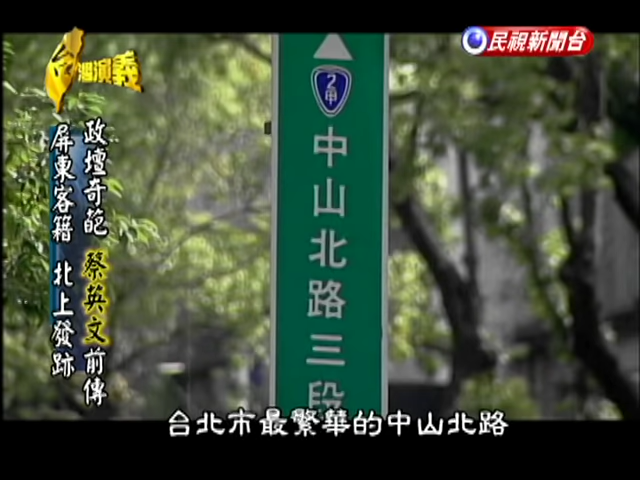 台灣演義
民視新聞台
政壇奇葩 蔡英文前傳
屏東客籍 北上發跡
2甲
中山北路三段
台北市最繁華的中山北路